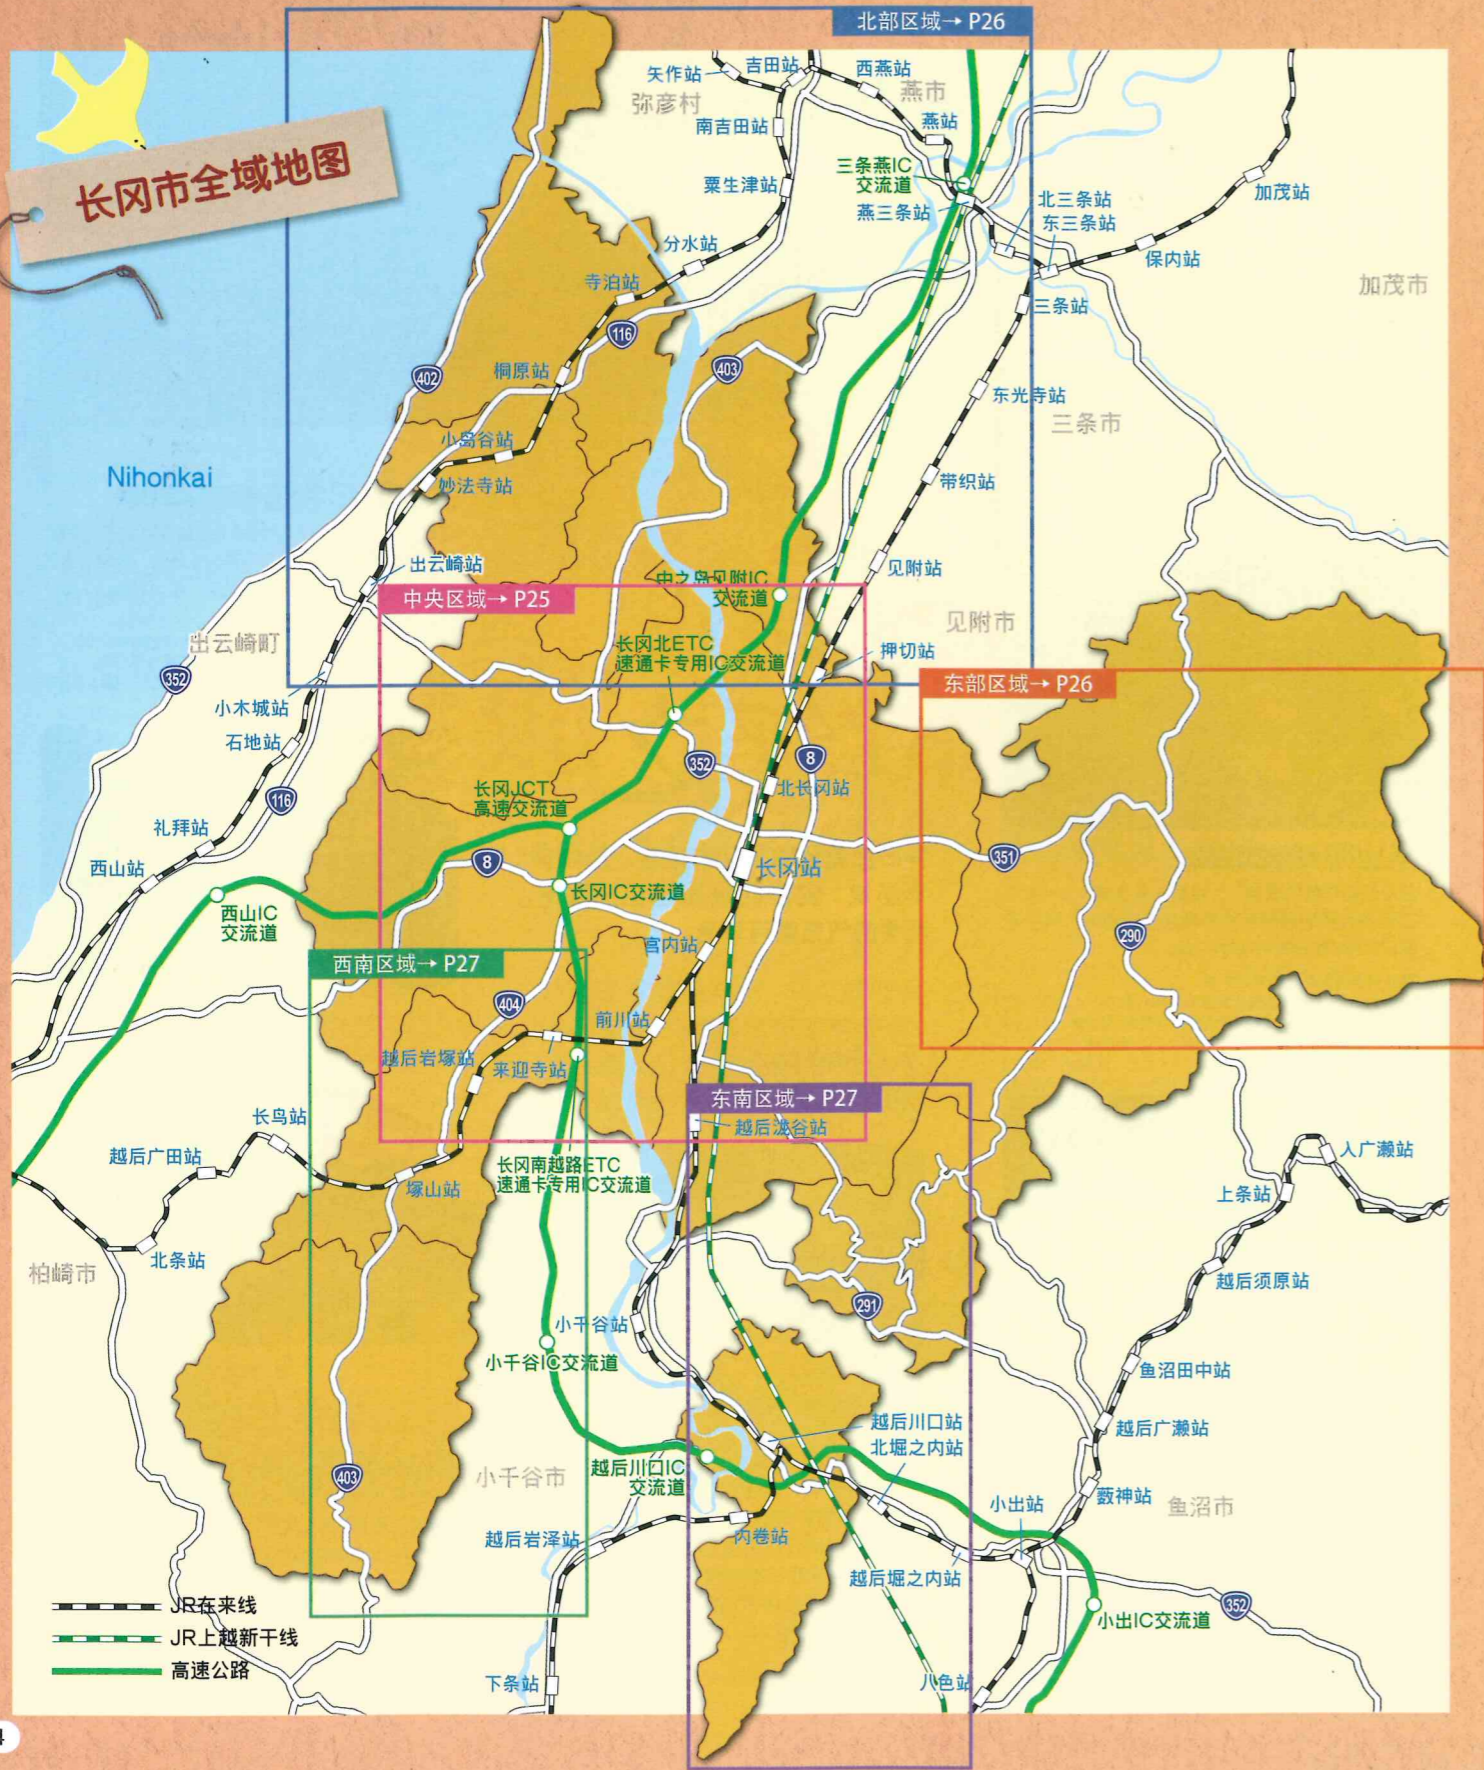 北部区域→ P26
长冈市全域地图
矢作站
吉田站
西燕站
弥彦村
燕市
南吉田站
燕站
三条燕IC
交流道
粟生津站
燕三条站
北三条站
东三条站
加茂站
分水站
保内站
寺泊站
加茂市
三条站
116
403
402
桐原站
东光寺站
三条市
小岛谷站
Nihonkai
妙法寺站
带织站
出云崎站
见附站
中之岛见附IC
交流道
中央区域→ P25
见附市
出云崎町
长冈北ETC
速通卡专用IC交流道
押切站
352
东部区域→ P26
小木城站
石地站
352
8
长冈JCT
高速交流道
北长冈站
116
礼拜站
西山站
8
长冈站
351
长冈IC交流道
西山IC
交流道
290
宫内站
西南区域→ P27
404
前川站
越后岩塚站
来迎寺站
东南区域→ P27
长鸟站
越后泷谷站
越后广田站
长冈南越路ETC
速通卡专用IC交流道
入广濑站
塚山站
上条站
北条站
柏崎市
越后须原站
291
小千谷站
小千谷IC交流道
鱼沼田中站
越后川口站
北堀之内站
越后广濑站
403
小千谷市
越后川口IC
交流道
薮神站
小出站
鱼沼市
越后岩泽站
内卷站
越后堀之内站
JR在来线
352
小出IC交流道
JR上越新干线
高速公路
下条站
八色站